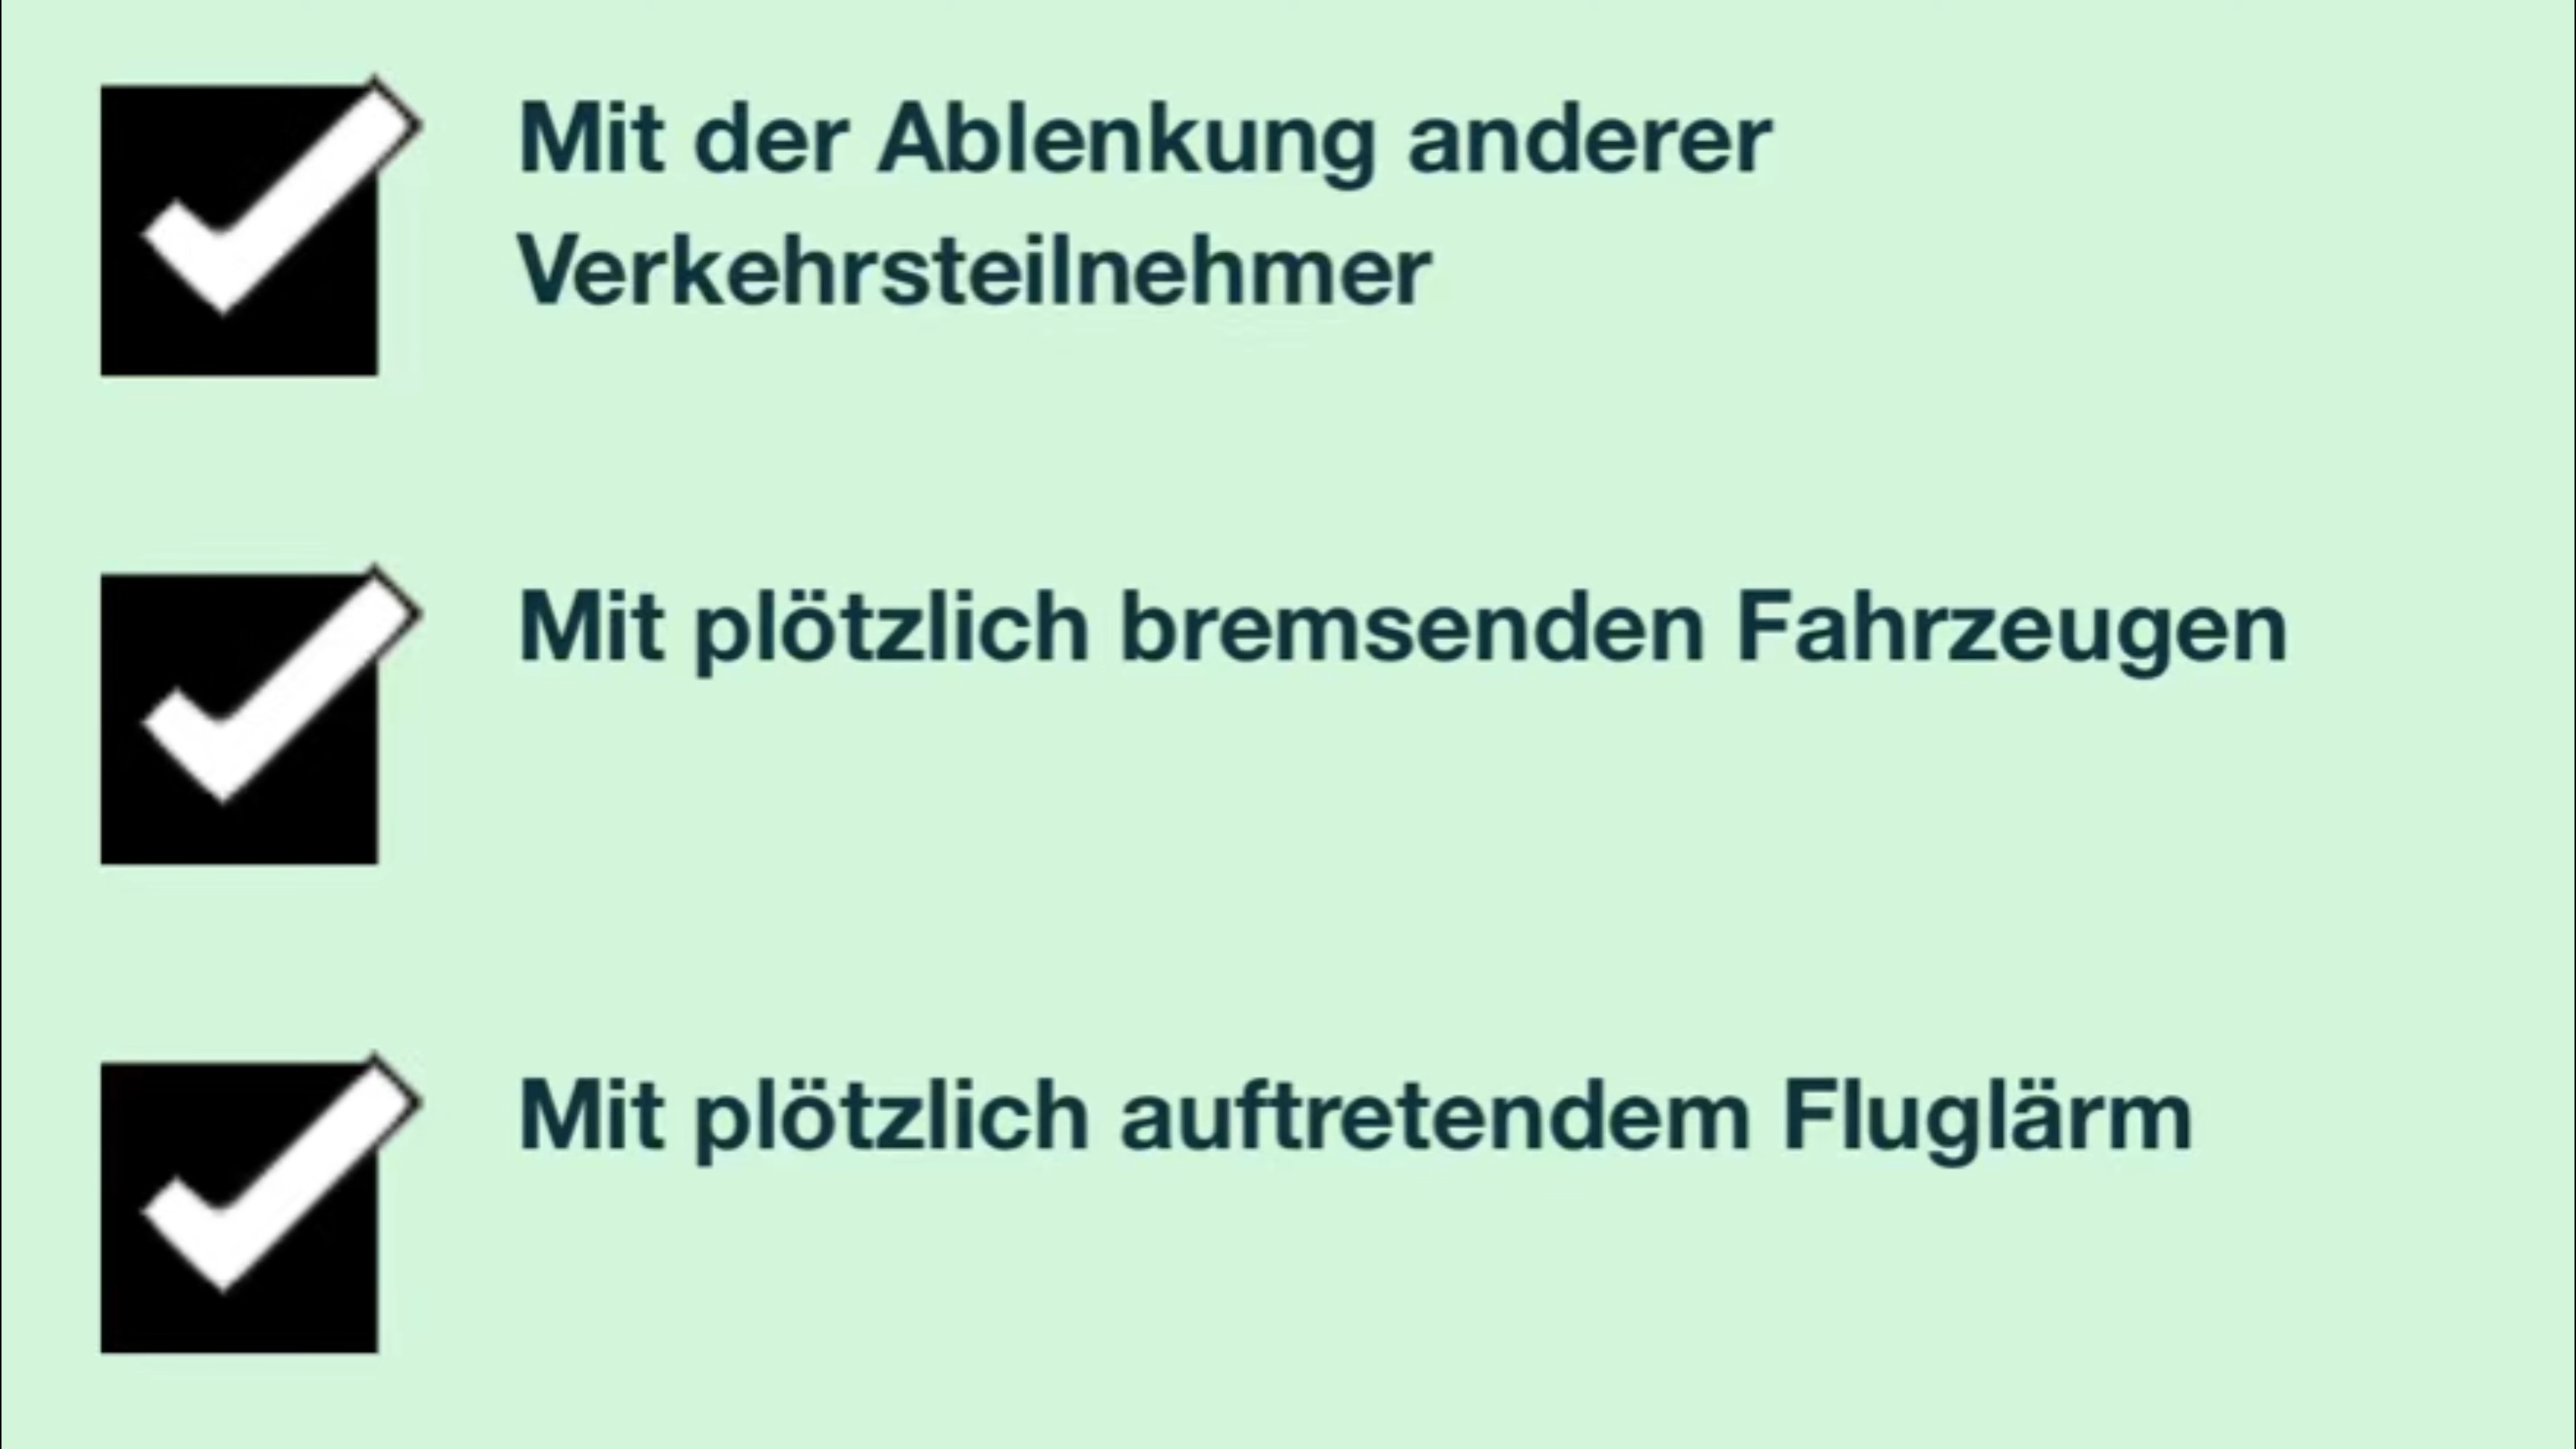 Mit der Ablenkung anderer
Verkehrsteilnehmer
Mit plötzlich bremsenden Fahrzeugen
Mit plötzlich auftretendem Fluglärm